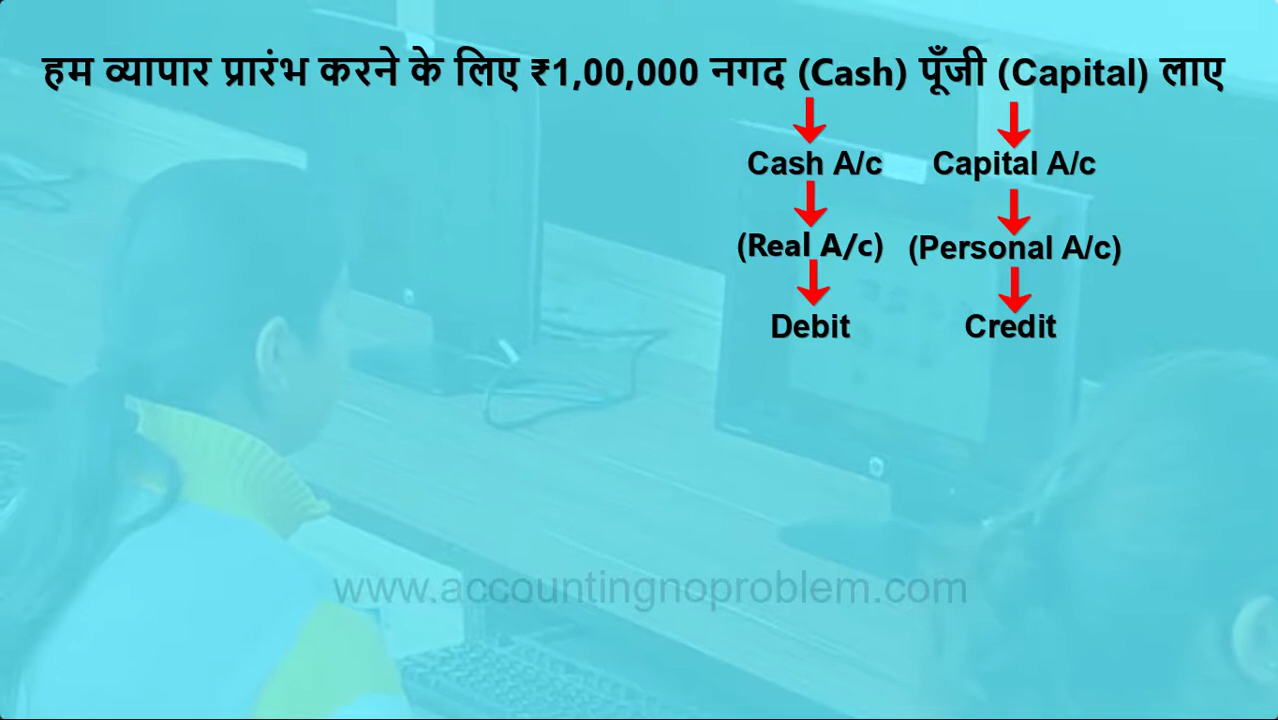 हम व्यापार प्रारंभ करने के लिए ₹1,00,000 नगद (Cash) पूँजी (Capital) लाए
Cash A/c Capital A/c
(Real A/c) (Personal A/c)
Debit Credit
www.accountingnoproblem.com